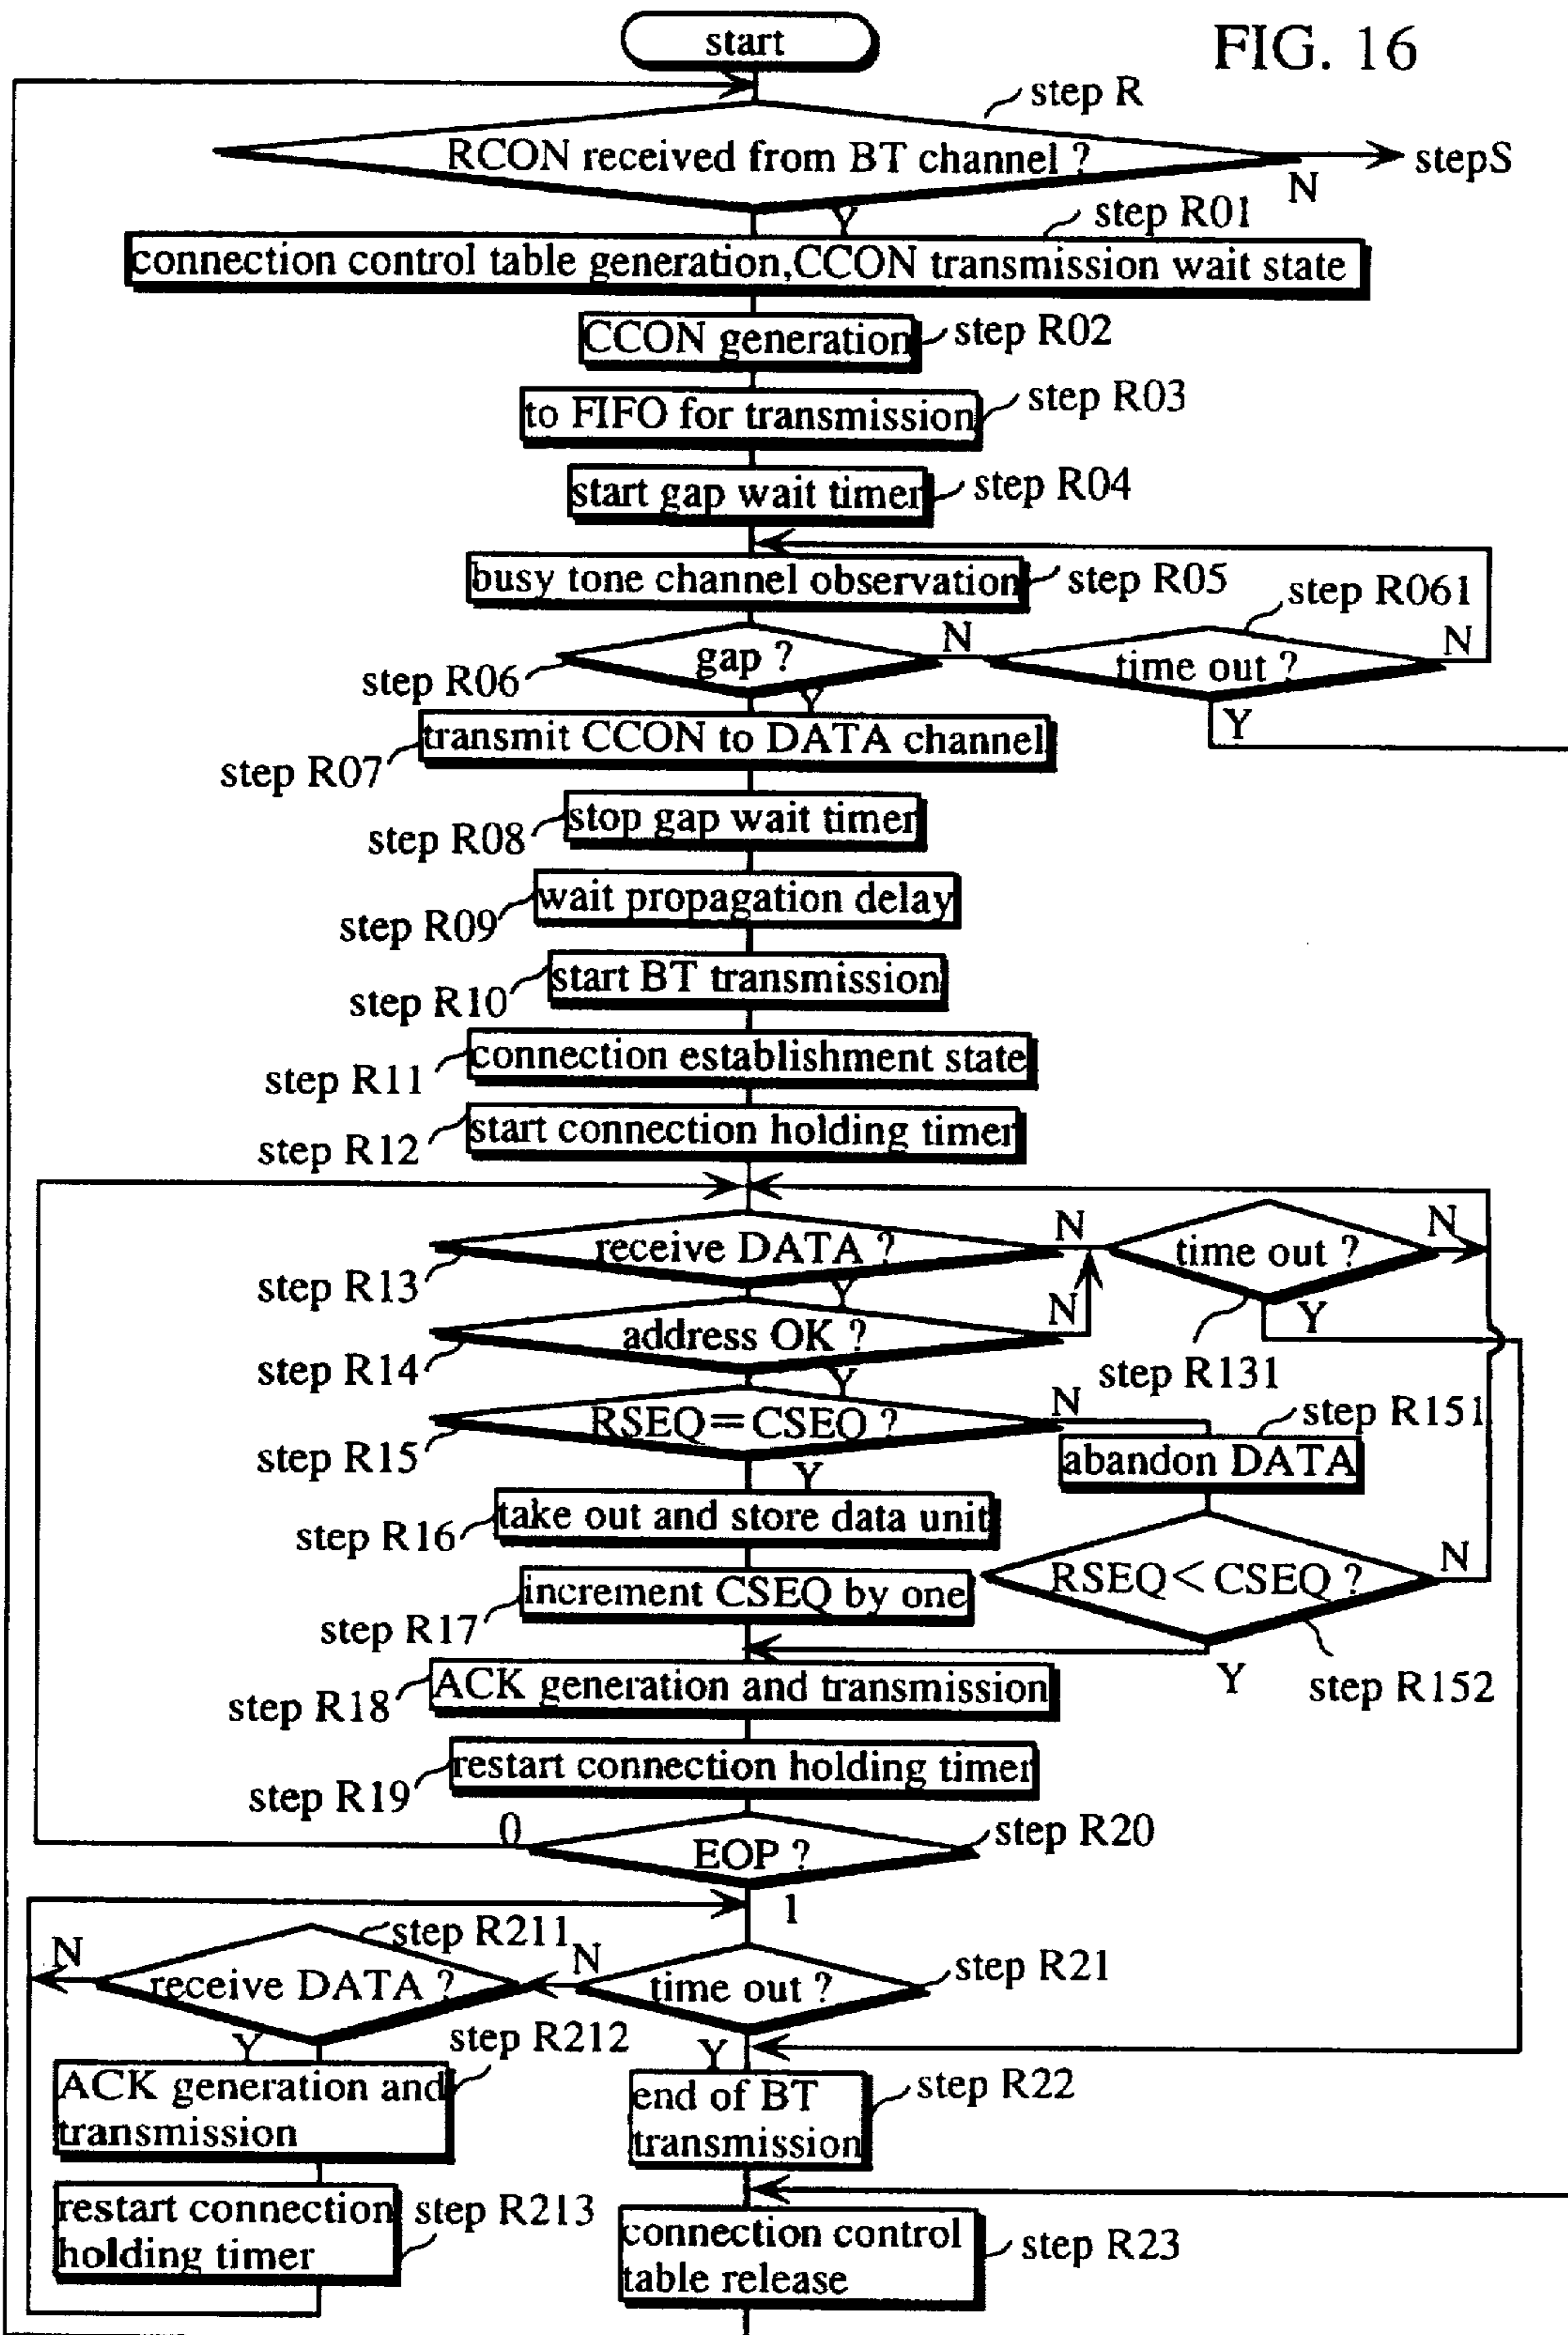 FIG. 16
start
step R
RCON received from BT channel ?
N
stepS
Y
step R01
connection control table generation,CCON transmission wait state
CCON generation
step R02
to FIFO for transmission
step R03
start gap wait timer
step R04
busy tone channel observation
step R05
step R061
gap ?
N
time out ?
N
step R06
Y
Y
transmit CCON to DATA channel
step R07
stop gap wait timer
step R08
wait propagation delay
step R09
start BT transmission
step R10
connection establishment state
step R11
start connection holding timer
step R12
receive DATA ?
N
time out ?
N
step R13
Y
Y
address OK ?
N
step R14
Y
step R131
RSEQ=CSEQ ?
N
step R151
step R15
Y
abandon DATA
take out and store data unit
step R16
RSEQ<CSEQ ?
N
increment CSEQ by one
step R17
Y
step R152
ACK generation and transmission
step R18
restart connection holding timer
step R19
0
EOP ?
step R20
1
step R211
N
receive DATA ?
N
time out ?
step R21
Y
step R212
Y
ACK generation and
transmission
end of BT
transmission
step R22
restart connection
holding timer
step R213
connection control
table release
step R23